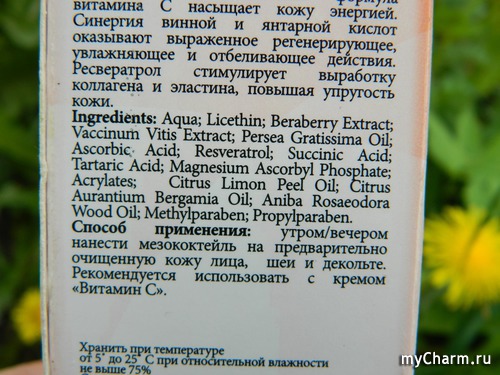 витамина С насыщает кожу энергией.
Синергия винной и янтарной кислот
оказывают выраженное регенерирующее,
увлажняющее и отбеливающее действия.
Ресвератрол стимулирует выработку
коллагена и эластина, повышая упругость
кожи.
Ingredients: Aqua; Licethin; Beraberry Extract;
Vaccinum Vitis Extract; Persea Gratissima Oil;
Ascorbic Acid; Resveratrol; Succinic Acid;
Tartaric Acid; Magnesium Ascorbyl Phosphate;
Acrylates; Citrus Limon Peel Oil; Citrus
Aurantium Bergamia Oil; Aniba Rosaeodora
Wood Oil; Methylparaben; Propylparaben.
Способ применения: утром/вечером
нанести мезококтейль на предварительно
очищенную кожу лица, шеи и декольте.
Рекомендуется использовать с кремом
«Витамин С».
Хранить при температуре
от 5˚ до 25˚ С при относительной влажности
не выше 75%
myCharm.ru